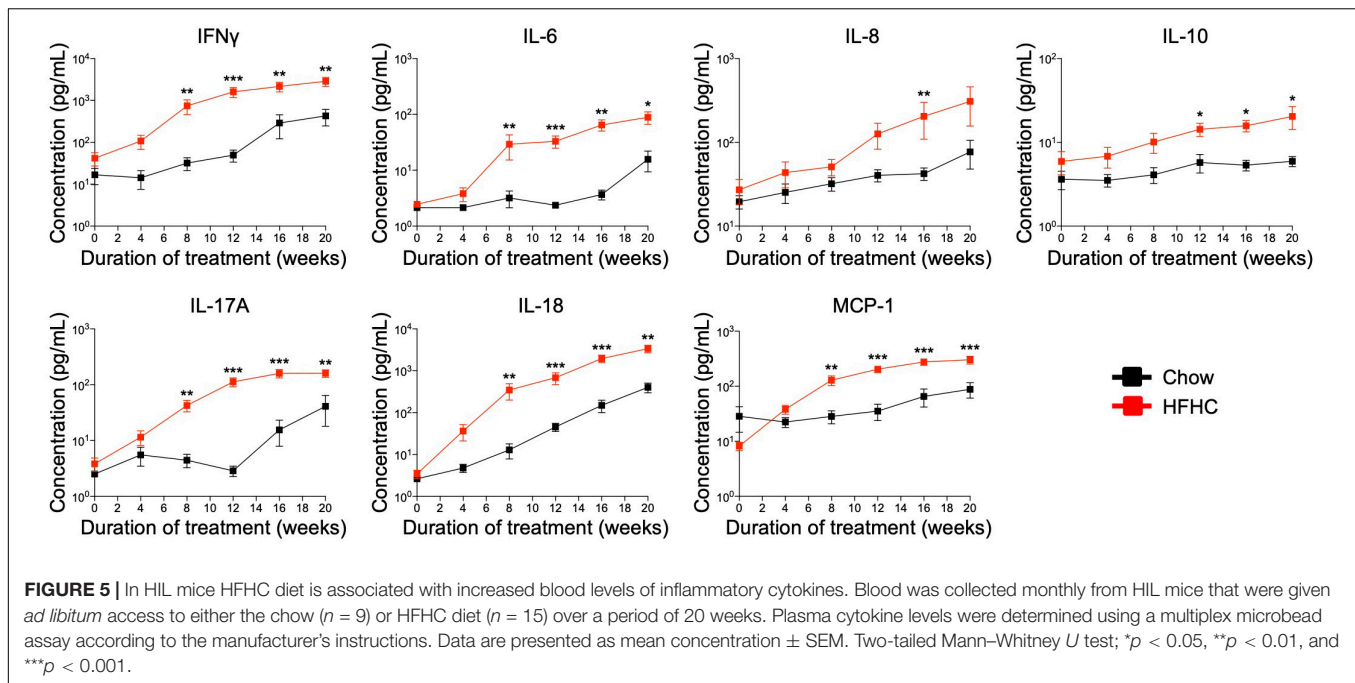 IFNγ
IL-6
IL-8
IL-10
Concentration (pg/mL)
10⁴
10³
10²
10¹
10⁰
** *** ** **
0 2 4 6 8 10 12 14 16 18 20
Duration of treatment (weeks)
Concentration (pg/mL)
10³
10²
10¹
10⁰
** *** ** *
0 2 4 6 8 10 12 14 16 18 20
Duration of treatment (weeks)
Concentration (pg/mL)
10³
10²
10¹
**
0 2 4 6 8 10 12 14 16 18 20
Duration of treatment (weeks)
Concentration (pg/mL)
10²
10¹
10⁰
* * *
0 2 4 6 8 10 12 14 16 18 20
Duration of treatment (weeks)
IL-17A
IL-18
MCP-1
Concentration (pg/mL)
10³
10²
10¹
10⁰
** *** *** **
0 2 4 6 8 10 12 14 16 18 20
Duration of treatment (weeks)
Concentration (pg/mL)
10⁴
10³
10²
10¹
10⁰
** *** *** **
0 2 4 6 8 10 12 14 16 18 20
Duration of treatment (weeks)
Concentration (pg/mL)
10³
10²
10¹
10⁰
** *** *** ***
0 2 4 6 8 10 12 14 16 18 20
Duration of treatment (weeks)
Chow
HFHC
FIGURE 5 | In HIL mice HFHC diet is associated with increased blood levels of inflammatory cytokines. Blood was collected monthly from HIL mice that were given
ad libitum access to either the chow (n = 9) or HFHC diet (n = 15) over a period of 20 weeks. Plasma cytokine levels were determined using a multiplex microbead
assay according to the manufacturer's instructions. Data are presented as mean concentration ± SEM. Two-tailed Mann–Whitney U test; *p < 0.05, **p < 0.01, and
***p < 0.001.